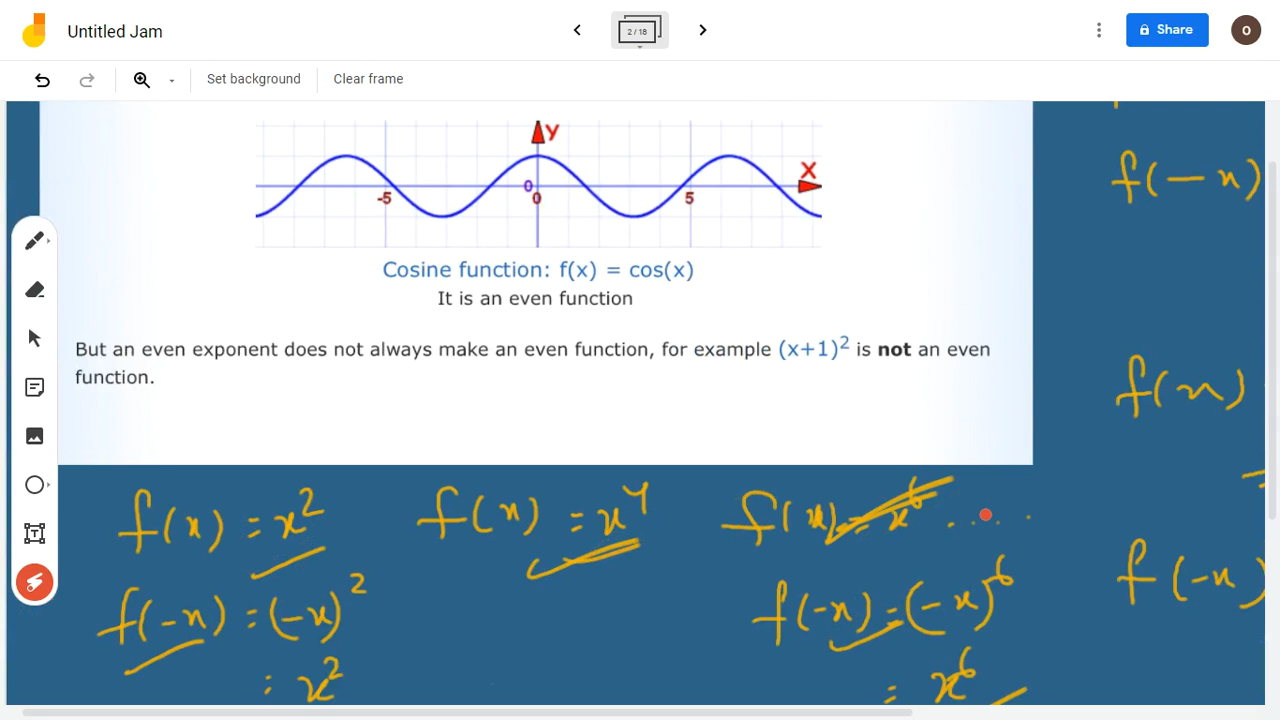 Untitled Jam
2 / 18
Share
O
Set background
Clear frame
Y
X
0
-5
0
5
Cosine function: f(x) = cos(x)
It is an even function
But an even exponent does not always make an even function, for example (x+1)² is not an even
function.
f(-x)
f(x)
f(x) = x²
f(x) = x⁴
f(x) = x⁶ ....
f(-x) = (-x)²
f(-x) = (-x)⁶
f(-x)
= x²
= x⁶